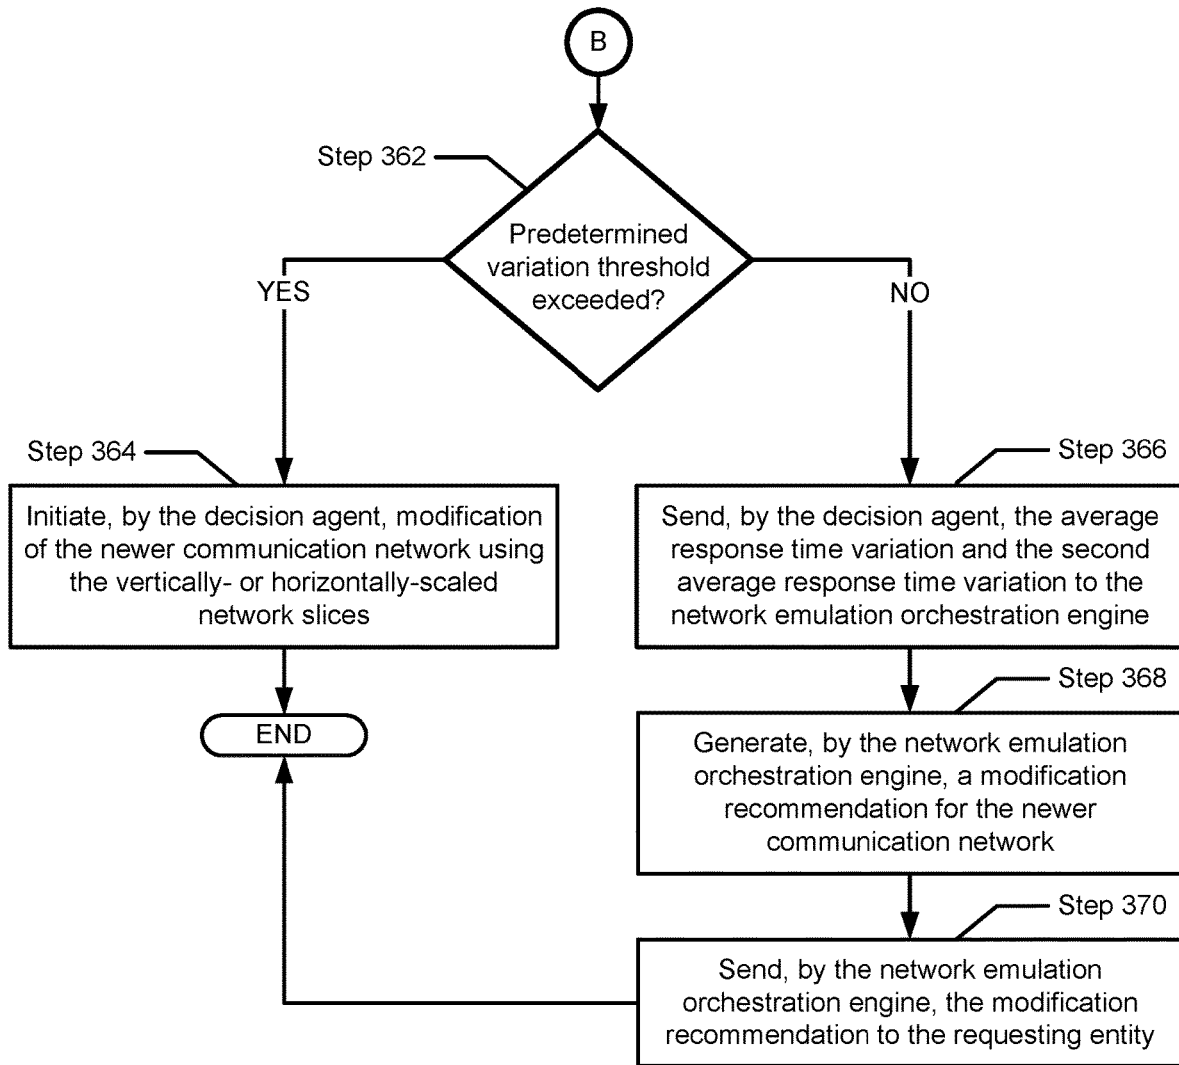 B
Step 362
Predetermined
variation threshold
exceeded?
YES
NO
Step 364
Initiate, by the decision agent, modification
of the newer communication network using
the vertically- or horizontally-scaled
network slices
END
Step 366
Send, by the decision agent, the average
response time variation and the second
average response time variation to the
network emulation orchestration engine
Step 368
Generate, by the network emulation
orchestration engine, a modification
recommendation for the newer
communication network
Step 370
Send, by the network emulation
orchestration engine, the modification
recommendation to the requesting entity